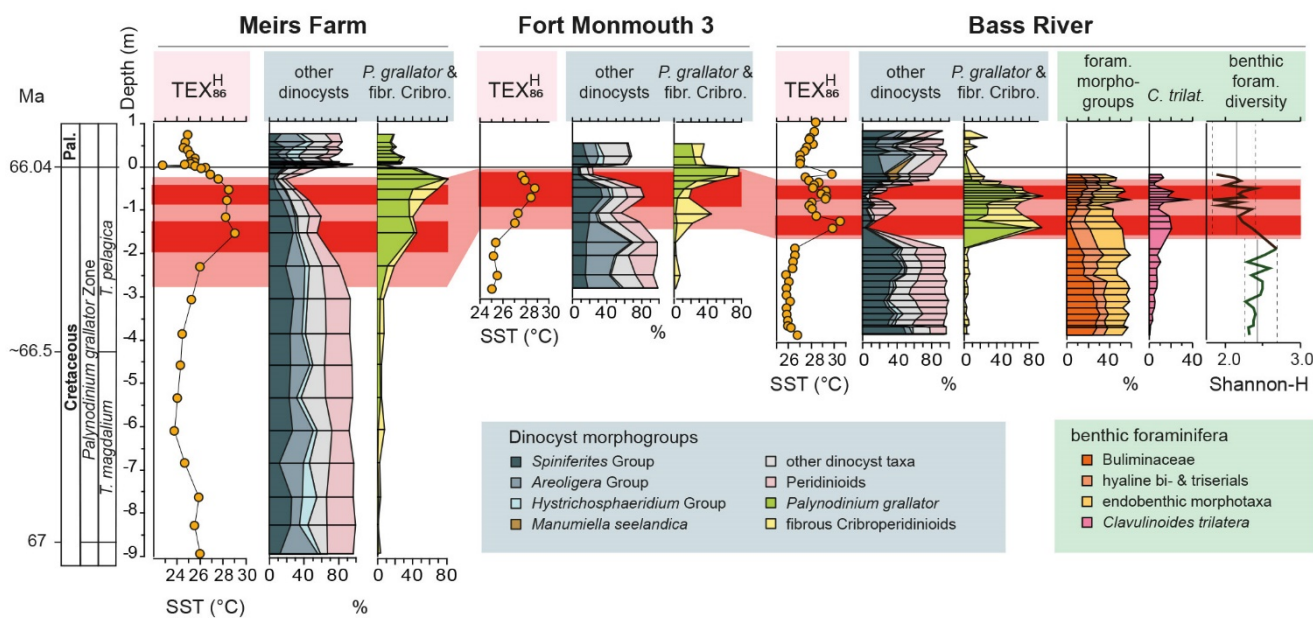 Meirs Farm
Fort Monmouth 3
Bass River
Ma
Depth (m)
TEX86H
other dinocysts
P. grallator & fibr. Cribro.
TEX86H
other dinocysts
P. grallator & fibr. Cribro.
TEX86H
other dinocysts
P. grallator & fibr. Cribro.
foram. morpho-groups
C. trilat.
benthic foram. diversity
66.04
~66.5
67
Pal.
Cretaceous
Palynodinium grallator Zone
T. pelagica
T. magdalium
1
0
-1
-2
-3
-4
-5
-6
-7
-8
-9
24 26 28 30
SST (°C)
0 40 80
0 40 80
%
24 26 28 30
SST (°C)
0 40 80
0 40 80
%
26 28 30
SST (°C)
0 40 80
0 40 80
%
0 40
0 40
%
2.0 3.0
Shannon-H
Dinocyst morphogroups
Spiniferites Group
Areoligera Group
Hystrichosphaeridium Group
Manumiella seelandica
other dinocyst taxa
Peridinioids
Palynodinium grallator
fibrous Cribroperidinioids
benthic foraminifera
Buliminaceae
hyaline bi- & triserials
endobenthic morphotaxa
Clavulinoides trilatera